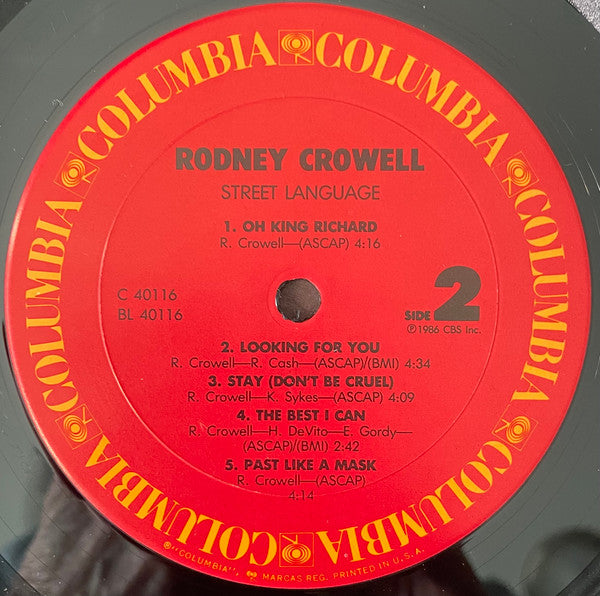 COLUMBIA COLUMBIA COLUMBIA COLUMBIA COLUMBIA COLUMBIA
RODNEY CROWELL
STREET LANGUAGE
1. OH KING RICHARD
R. Crowell—(ASCAP) 4:16
C 40116
BL 40116
SIDE 2
℗1986 CBS Inc.
2. LOOKING FOR YOU
R. Crowell—R. Cash—(ASCAP)/(BMI) 4:34
3. STAY (DON'T BE CRUEL)
R. Crowell—K. Sykes—(ASCAP) 4:09
4. THE BEST I CAN
R. Crowell—H. DeVito—E. Gordy—
(ASCAP)/(BMI) 2:42
5. PAST LIKE A MASK
R. Crowell—(ASCAP)
4:14
®"COLUMBIA", MARCAS REG. PRINTED IN U.S.A.